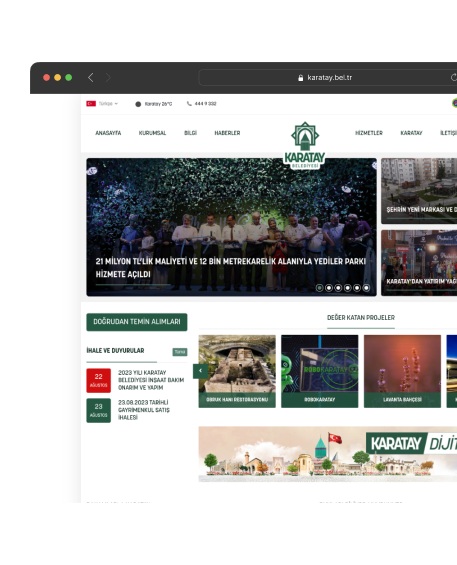 karatay.bel.tr
Türkçe
Karatay 26°C
444 9 332
ANASAYFA
KURUMSAL
BİLGİ
HABERLER
KARATAY
BELEDİYESİ
HİZMETLER
KARATAY
İLETİŞ
21 MİLYON TL'LİK MALİYETİ VE 12 BİN METREKARELİK ALANIYLA YEDİLER PARKI
HİZMETE AÇILDI
ŞEHRİN YENİ MARKASI VE D
KARATAY'DAN YATIRIM YAĞ
DOĞRUDAN TEMİN ALIMLARI
İHALE VE DUYURULAR
Tümü
22
AĞUSTOS
2023 YILI KARATAY
BELEDİYESİ İNŞAAT BAKIM
ONARIM VE YAPIM
23
AĞUSTOS
23.08.2023 TARİHLİ
GAYRİMENKUL SATIŞ
İHALESİ
DEĞER KATAN PROJELER
OBRUK HANI RESTORASYONU
ROBOKARATAY
ROBOKARATAY
LAVANTA BAHÇESİ
KARATAY DİJİT